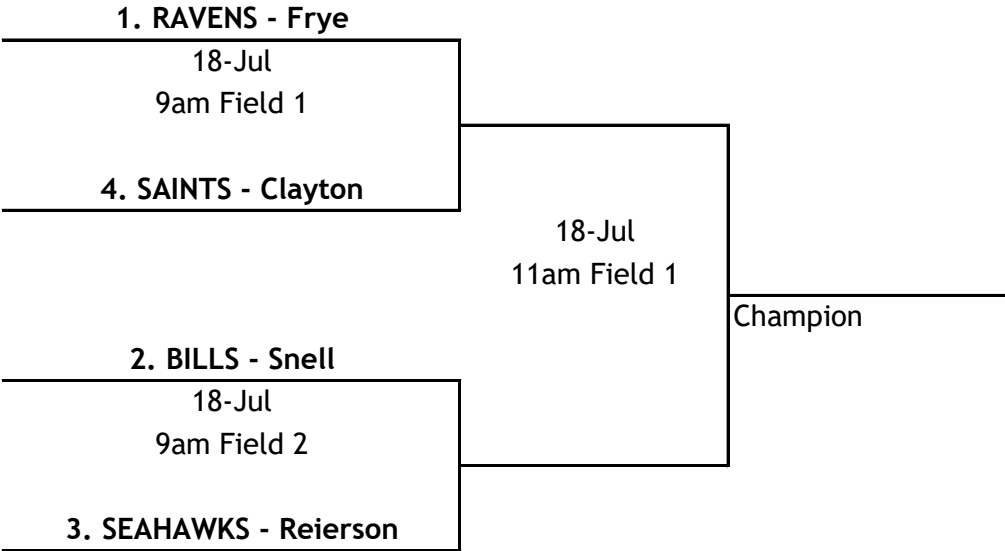 1. RAVENS - Frye
18-Jul
9am Field 1
4. SAINTS - Clayton
18-Jul
11am Field 1
Champion
2. BILLS - Snell
18-Jul
9am Field 2
3. SEAHAWKS - Reierson